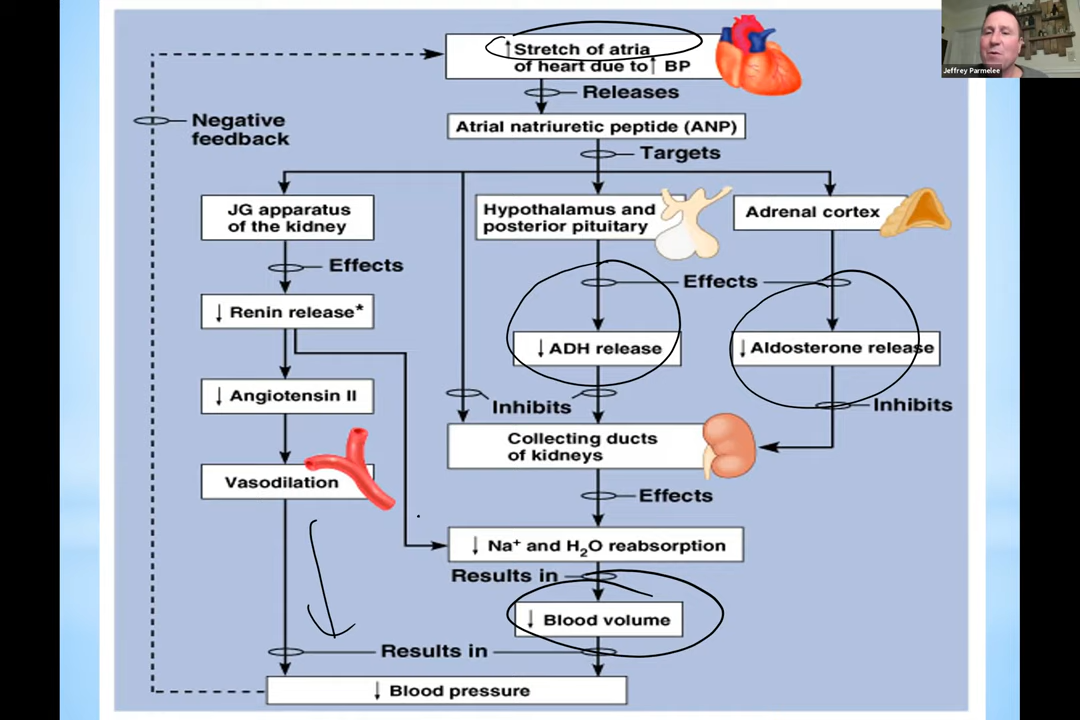 ↑Stretch of atria
of heart due to↑ BP
Jeffrey Parmelee
Releases
Negative
feedback
Atrial natriuretic peptide (ANP)
Targets
JG apparatus
of the kidney
Hypothalamus and
posterior pituitary
Adrenal cortex
Effects
Effects
↓ Renin release*
↓ ADH release
↓ Aldosterone release
↓ Angiotensin II
Inhibits
Inhibits
Collecting ducts
of kidneys
Vasodilation
Effects
↓ Na⁺ and H₂O reabsorption
Results in
↓ Blood volume
Results in
↓ Blood pressure